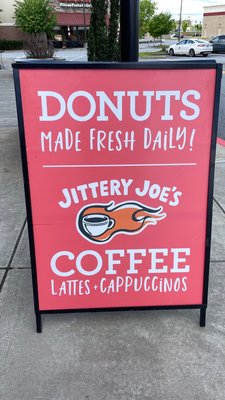 DONUTS
MADE FRESH DAILY!
JITTERY JOE'S
COFFEE
LATTES + CAPPUCCINOS